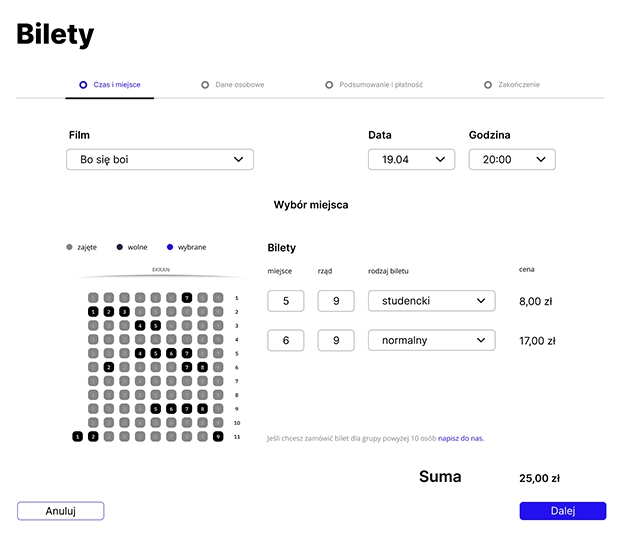 Bilety
Czas i miejsce Dane osobowe Podsumowanie i płatność Zakończenie
Film Data Godzina
Bo się boi 19.04 20:00
Wybór miejsca
zajęte wolne wybrane Bilety
EKRAN miejsce rząd rodzaj biletu cena
7 1
1 2 3 2
5 9 studencki 8,00 zł
4 5 3
4
6 9 normalny 17,00 zł
4 5 6 7 5
2 7 8 6
7
8
5 6 7 8 9
10
1 2 9 11
Jeśli chcesz zamówić bilet dla grupy powyżej 10 osób napisz do nas.
Suma 25,00 zł
Anuluj Dalej